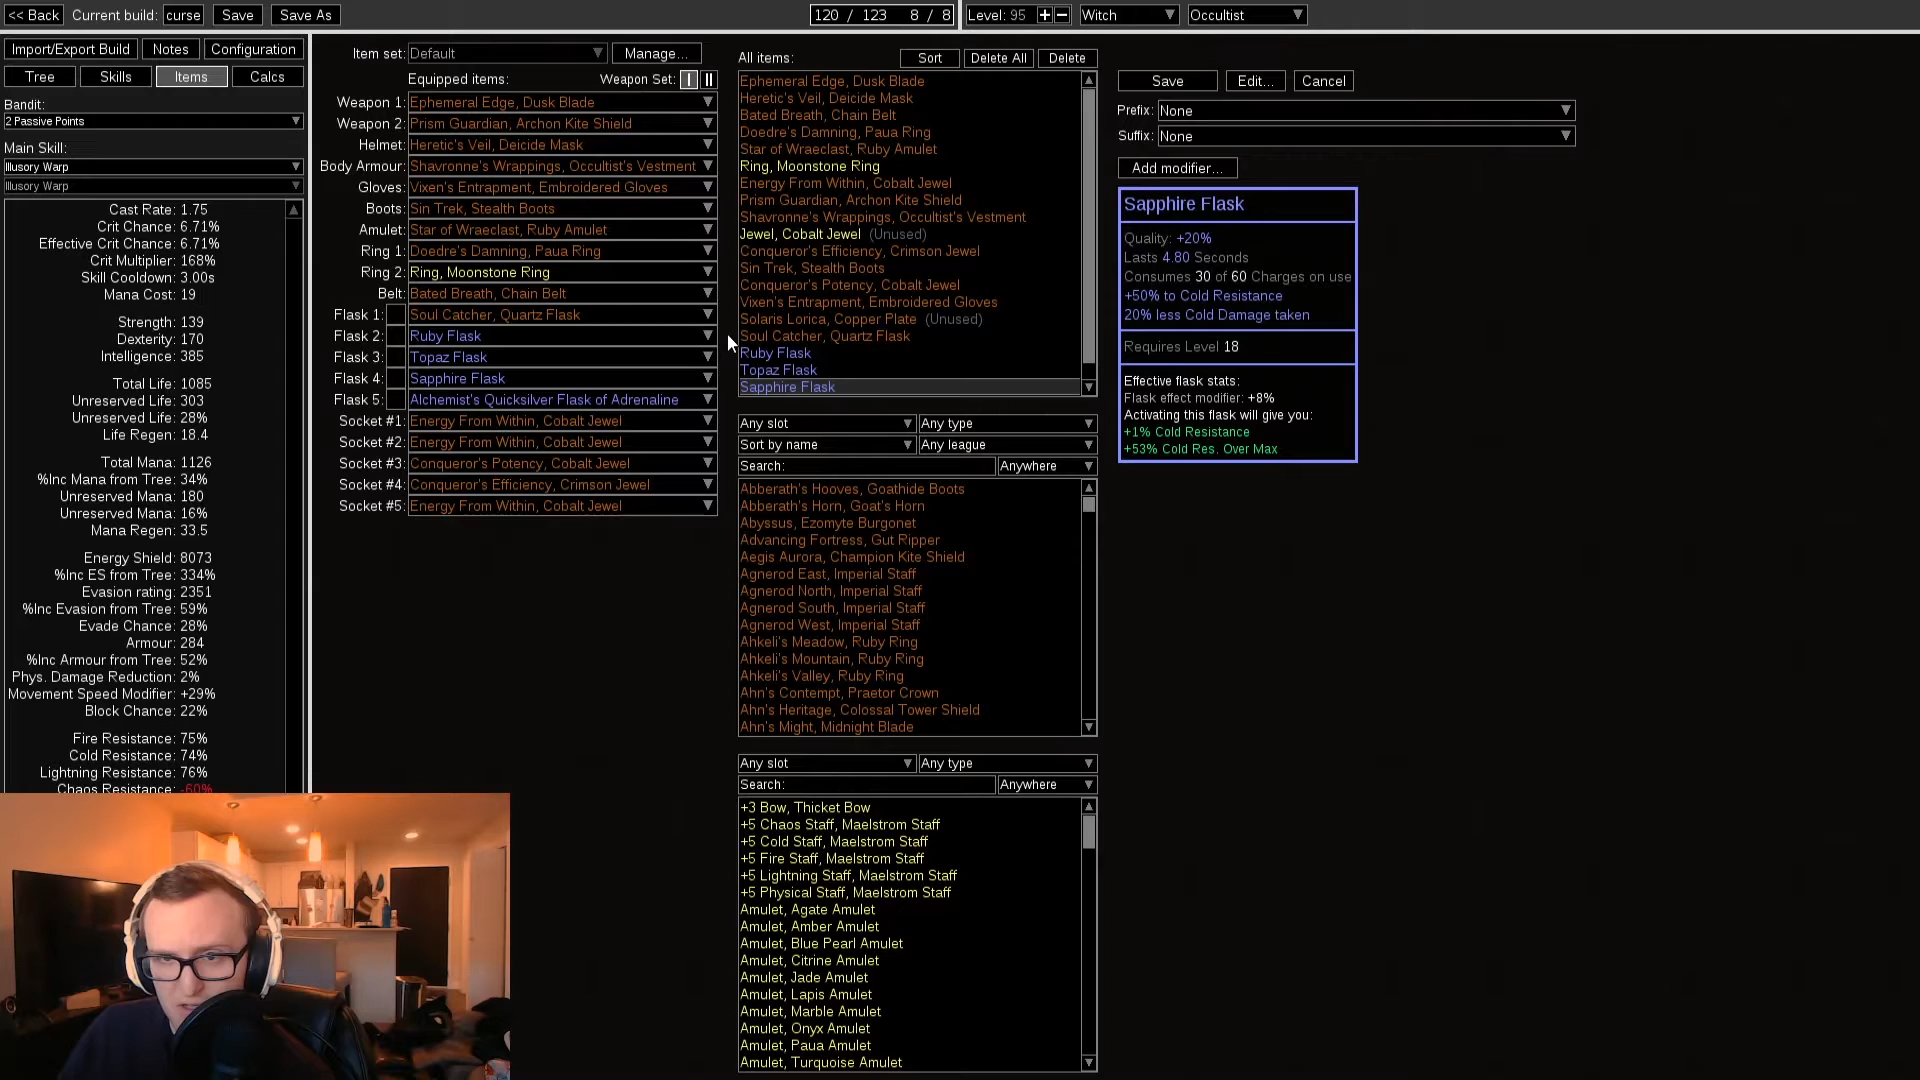 << Back Current build: curse Save Save As 120 / 123 8 / 8 Level: 95 + - Witch Occultist
Import/Export Build Notes Configuration
Tree Skills Items Calcs
Bandit:
2 Passive Points
Main Skill:
Illusory Warp
Illusory Warp
Cast Rate: 1.75
Crit Chance: 6.71%
Effective Crit Chance: 6.71%
Crit Multiplier: 168%
Skill Cooldown: 3.00s
Mana Cost: 19
Strength: 139
Dexterity: 170
Intelligence: 385
Total Life: 1085
Unreserved Life: 303
Unreserved Life: 28%
Life Regen: 18.4
Total Mana: 1126
%Inc Mana from Tree: 34%
Unreserved Mana: 180
Unreserved Mana: 16%
Mana Regen: 33.5
Energy Shield: 8073
%Inc ES from Tree: 334%
Evasion rating: 2351
%Inc Evasion from Tree: 59%
Evade Chance: 28%
Armour: 284
%Inc Armour from Tree: 52%
Phys. Damage Reduction: 2%
Movement Speed Modifier: +29%
Block Chance: 22%
Fire Resistance: 75%
Cold Resistance: 74%
Lightning Resistance: 76%
Chaos Resistance: -60%
Item set: Default Manage...
Equipped items: Weapon Set: I II
Weapon 1: Ephemeral Edge, Dusk Blade
Weapon 2: Prism Guardian, Archon Kite Shield
Helmet: Heretic's Veil, Deicide Mask
Body Armour: Shavronne's Wrappings, Occultist's Vestment
Gloves: Vixen's Entrapment, Embroidered Gloves
Boots: Sin Trek, Stealth Boots
Amulet: Star of Wraeclast, Ruby Amulet
Ring 1: Doedre's Damning, Paua Ring
Ring 2: Ring, Moonstone Ring
Belt: Bated Breath, Chain Belt
Flask 1: Soul Catcher, Quartz Flask
Flask 2: Ruby Flask
Flask 3: Topaz Flask
Flask 4: Sapphire Flask
Flask 5: Alchemist's Quicksilver Flask of Adrenaline
Socket #1: Energy From Within, Cobalt Jewel
Socket #2: Energy From Within, Cobalt Jewel
Socket #3: Conqueror's Potency, Cobalt Jewel
Socket #4: Conqueror's Efficiency, Crimson Jewel
Socket #5: Energy From Within, Cobalt Jewel
All items: Sort Delete All Delete
Ephemeral Edge, Dusk Blade
Heretic's Veil, Deicide Mask
Bated Breath, Chain Belt
Doedre's Damning, Paua Ring
Star of Wraeclast, Ruby Amulet
Ring, Moonstone Ring
Energy From Within, Cobalt Jewel
Prism Guardian, Archon Kite Shield
Shavronne's Wrappings, Occultist's Vestment
Jewel, Cobalt Jewel (Unused)
Conqueror's Efficiency, Crimson Jewel
Sin Trek, Stealth Boots
Conqueror's Potency, Cobalt Jewel
Vixen's Entrapment, Embroidered Gloves
Solaris Lorica, Copper Plate (Unused)
Soul Catcher, Quartz Flask
Ruby Flask
Topaz Flask
Sapphire Flask
Any slot Any type
Sort by name Any league
Search: Anywhere
Abberath's Hooves, Goathide Boots
Abberath's Horn, Goat's Horn
Abyssus, Ezomyte Burgonet
Advancing Fortress, Gut Ripper
Aegis Aurora, Champion Kite Shield
Agnerod East, Imperial Staff
Agnerod North, Imperial Staff
Agnerod South, Imperial Staff
Agnerod West, Imperial Staff
Ahkeli's Meadow, Ruby Ring
Ahkeli's Mountain, Ruby Ring
Ahkeli's Valley, Ruby Ring
Ahn's Contempt, Praetor Crown
Ahn's Heritage, Colossal Tower Shield
Ahn's Might, Midnight Blade
Any slot Any type
Search: Anywhere
+3 Bow, Thicket Bow
+5 Chaos Staff, Maelstrom Staff
+5 Cold Staff, Maelstrom Staff
+5 Fire Staff, Maelstrom Staff
+5 Lightning Staff, Maelstrom Staff
+5 Physical Staff, Maelstrom Staff
Amulet, Agate Amulet
Amulet, Amber Amulet
Amulet, Blue Pearl Amulet
Amulet, Citrine Amulet
Amulet, Jade Amulet
Amulet, Lapis Amulet
Amulet, Marble Amulet
Amulet, Onyx Amulet
Amulet, Paua Amulet
Amulet, Turquoise Amulet
Save Edit... Cancel
Prefix: None
Suffix: None
Add modifier...
Sapphire Flask
Quality: +20%
Lasts 4.80 Seconds
Consumes 30 of 60 Charges on use
+50% to Cold Resistance
20% less Cold Damage taken
Requires Level 18
Effective flask stats:
Flask effect modifier: +8%
Activating this flask will give you:
+1% Cold Resistance
+53% Cold Res. Over Max